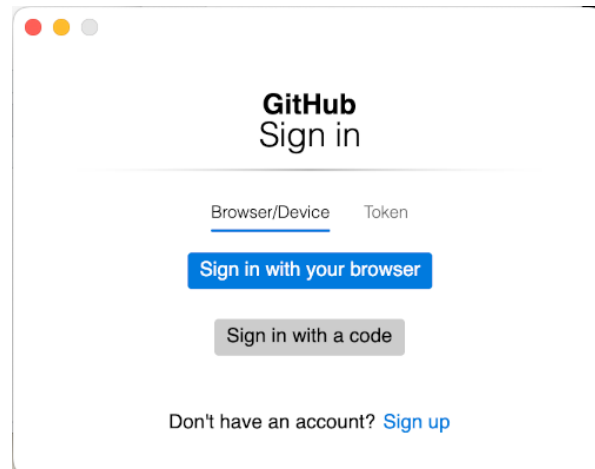 GitHub
Sign in
Browser/Device Token
Sign in with your browser
Sign in with a code
Don't have an account? Sign up